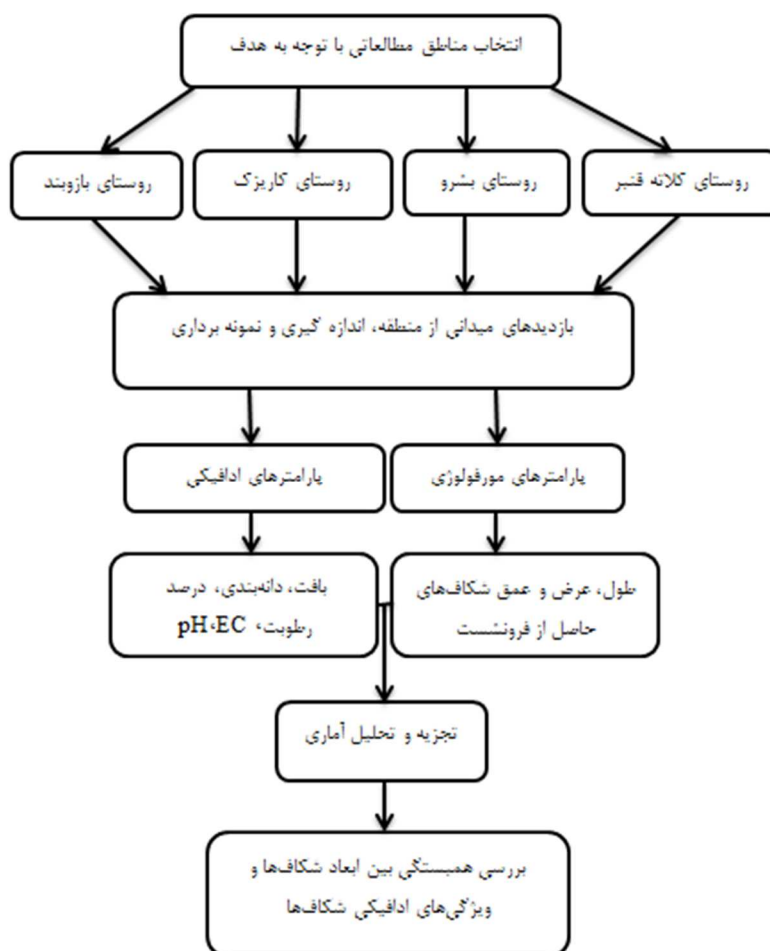 انتخاب مناطق مطالعاتی با توجه به هدف
روستای کلاته قنبر
روستای بشرو
روستای کاریزک
روستای بازوبند
بازدیدهای میدانی از منطقه، اندازه گیری و نمونه برداری
پارامترهای مورفولوژی
پارامترهای ادافیکی
طول، عرض و عمق شکاف‌های
حاصل از فرونشست
بافت، دانه‌بندی، درصد
رطوبت، pH،EC
تجزیه و تحلیل آماری
بررسی همبستگی بین ابعاد شکاف‌ها و
ویژگی‌های ادافیکی شکاف‌ها